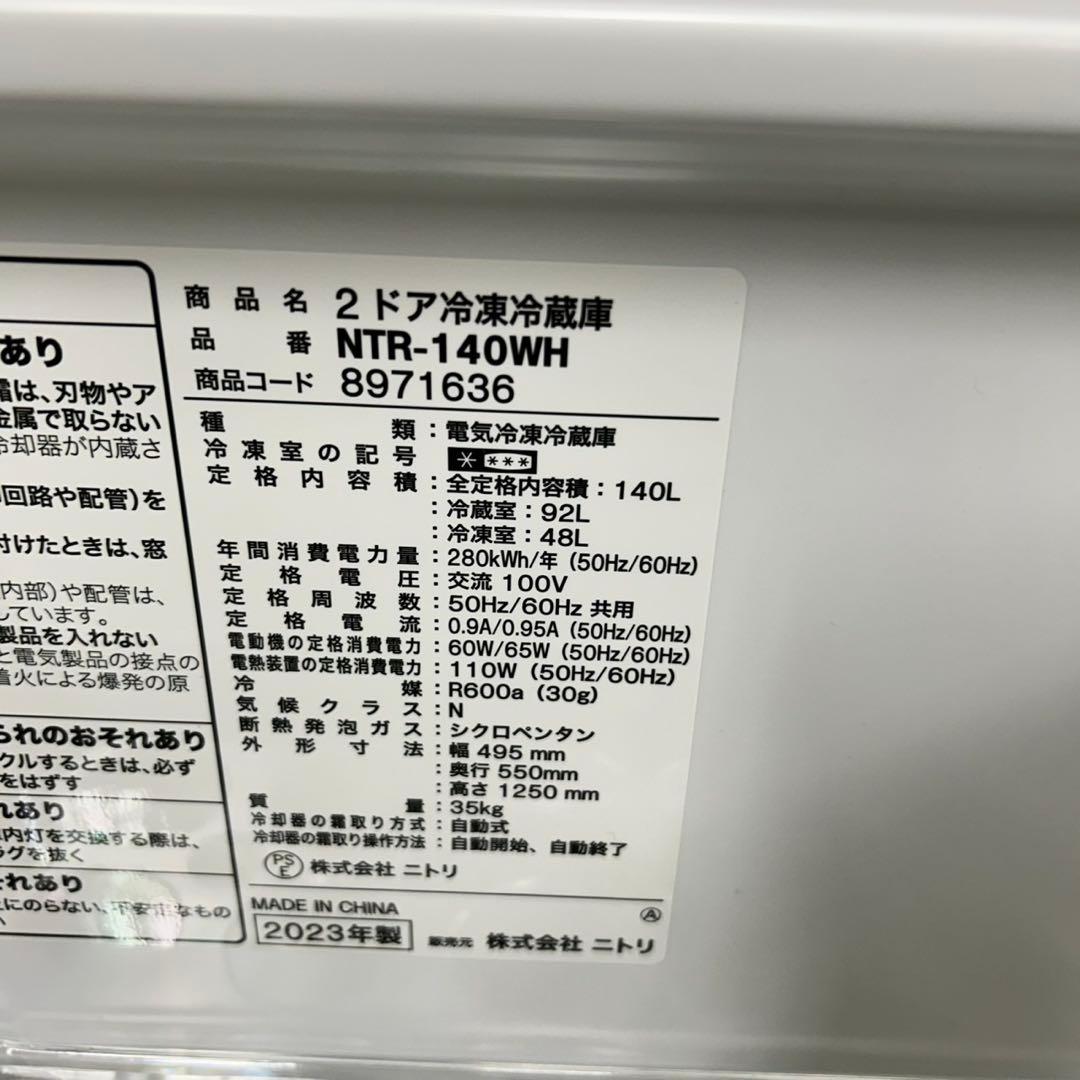 あり
霜は、刃物やア
金属で取らない
冷却器が内蔵さ
回路や配管)を
付けたときは、窓
内部)や配管は、
しています。
製品を入れない
と電気製品の接点の
着火による爆発の原
られのおそれあり
クルするときは、必ず
をはずす
れあり
庫内灯を交換する際は、
ラグを抜く
それあり
にのらない、不安定なもの
商品名 2ドア冷凍冷蔵庫
品番 NTR-140WH
商品コード 8971636
種類:電気冷凍冷蔵庫
冷凍室の記号 * ***
定格内容積:全定格内容積:140L
:冷蔵室:92L
:冷凍室:48L
年間消費電力量:280kWh/年 (50Hz/60Hz)
定格電圧:交流 100V
定格周波数:50Hz/60Hz 共用
定格電流:0.9A/0.95A (50Hz/60Hz)
電動機の定格消費電力:60W/65W (50Hz/60Hz)
電熱装置の定格消費電力:110W (50Hz/60Hz)
冷媒:R600a (30g)
気候クラス:N
断熱発泡ガス:シクロペンタン
外形寸法:幅 495 mm
:奥行 550mm
:高さ 1250 mm
質量:35kg
冷却器の霜取り方式:自動式
冷却器の霜取り操作方法:自動開始、自動終了
PSE 株式会社 ニトリ
MADE IN CHINA Ⓐ
2023年製 販売元 株式会社 ニトリ